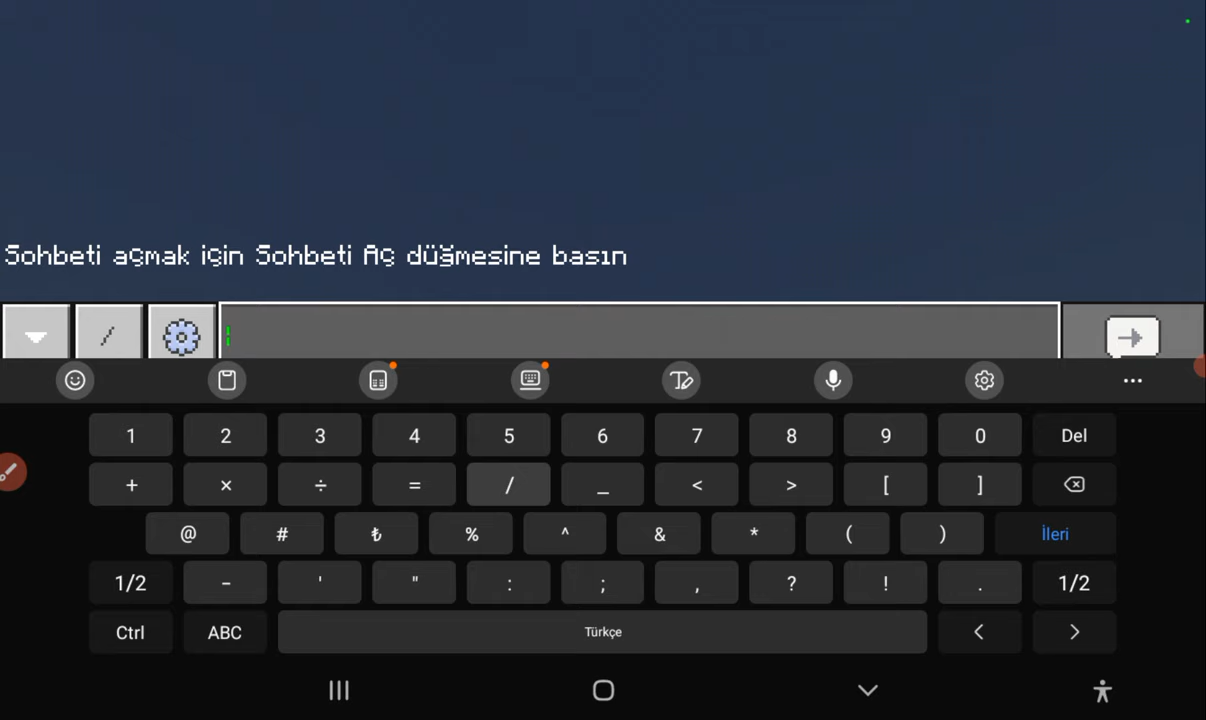 Sohbeti açmak için Sohbeti Aç düğmesine basın
/
1 2 3 4 5 6 7 8 9 0 Del
+ × ÷ = / _ < > [ ]
@ # ₺ % ^ & * ( ) İleri
1/2 - ' " : ; , ? ! . 1/2
Ctrl ABC Türkçe < >